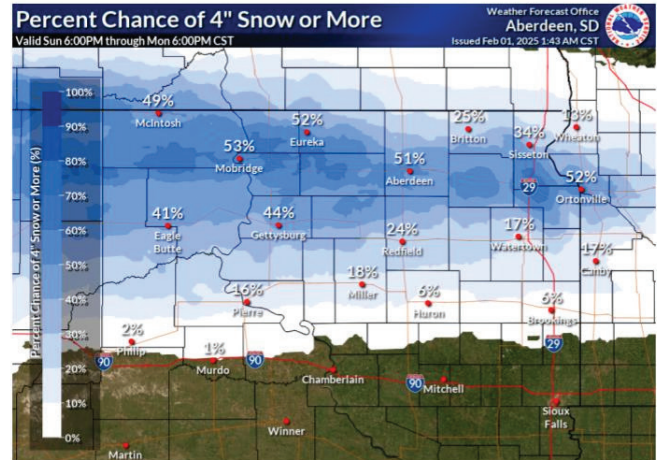 Percent Chance of 4" Snow or More
Valid Sun 6:00PM through Mon 6:00PM CST
Weather Forecast Office
Aberdeen, SD
Issued Feb 01, 2025 1:43 AM CST
Percent Chance of 4" Snow or More (%)
100%
90%
80%
70%
60%
50%
40%
30%
20%
10%
0%
49%
McIntosh
52%
Eureka
25%
Britton
13%
Wheaton
34%
Sisseton
53%
Mobridge
51%
Aberdeen
29
52%
Ortonville
41%
Eagle
Butte
44%
Gettysburg
24%
Redfield
17%
Watertown
17%
Canby
18%
Miller
16%
Pierre
6%
Huron
6%
Brookings
2%
Philip
1%
Murdo
90
90
29
Chamberlain
90
Mitchell
Sioux
Falls
Winner
Martin